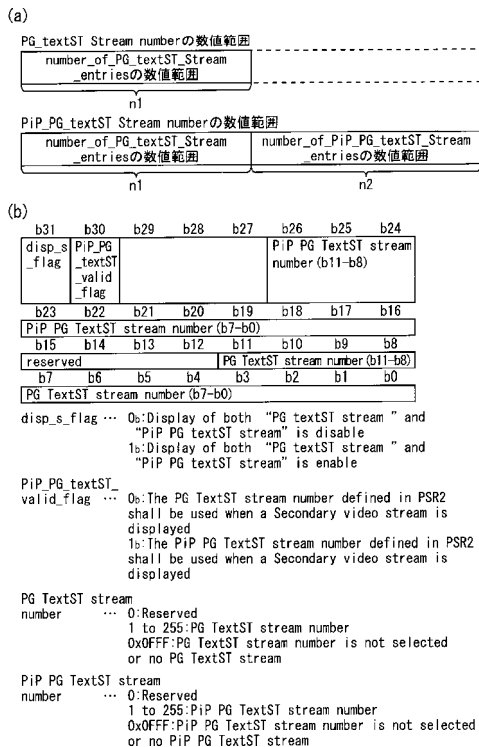 (a)
PG_textST Stream numberの数値範囲
number_of_PG_textST_Stream
_entriesの数値範囲
n1
PiP_PG_textST Stream numberの数値範囲
number_of_PG_textST_Stream
_entriesの数値範囲
number_of_PiP_PG_textST_Stream
_entriesの数値範囲
n1
n2
(b)
b31 b30 b29 b28 b27 b26 b25 b24
disp_s
_flag
PiP_PG
_textST
_valid
_flag
PiP PG TextST stream
number(b11-b8)
b23 b22 b21 b20 b19 b18 b17 b16
PiP PG TextST stream number(b7-b0)
b15 b14 b13 b12 b11 b10 b9 b8
reserved PG TextST stream number(b11-b8)
b7 b6 b5 b4 b3 b2 b1 b0
PG TextST stream number(b7-b0)
disp_s_flag … 0b:Display of both "PG textST stream " and
"PiP PG textST stream" is disable
1b:Display of both "PG textST stream " and
"PiP PG textST stream" is enable
PiP_PG_textST_
valid_flag … 0b:The PG TextST stream number defined in PSR2
shall be used when a Secondary video stream is
displayed
1b:The PiP PG TextST stream number defined in PSR2
shall be used when a Secondary video stream is
displayed
PG TextST stream
number … 0:Reserved
1 to 255:PG TextST stream number
0x0FFF:PG TextST stream number is not selected
or no PG TextST stream
PiP PG TextST stream
number … 0:Reserved
1 to 255:PiP PG TextST stream number
0x0FFF:PiP PG TextST stream number is not selected
or no PiP PG TextST stream